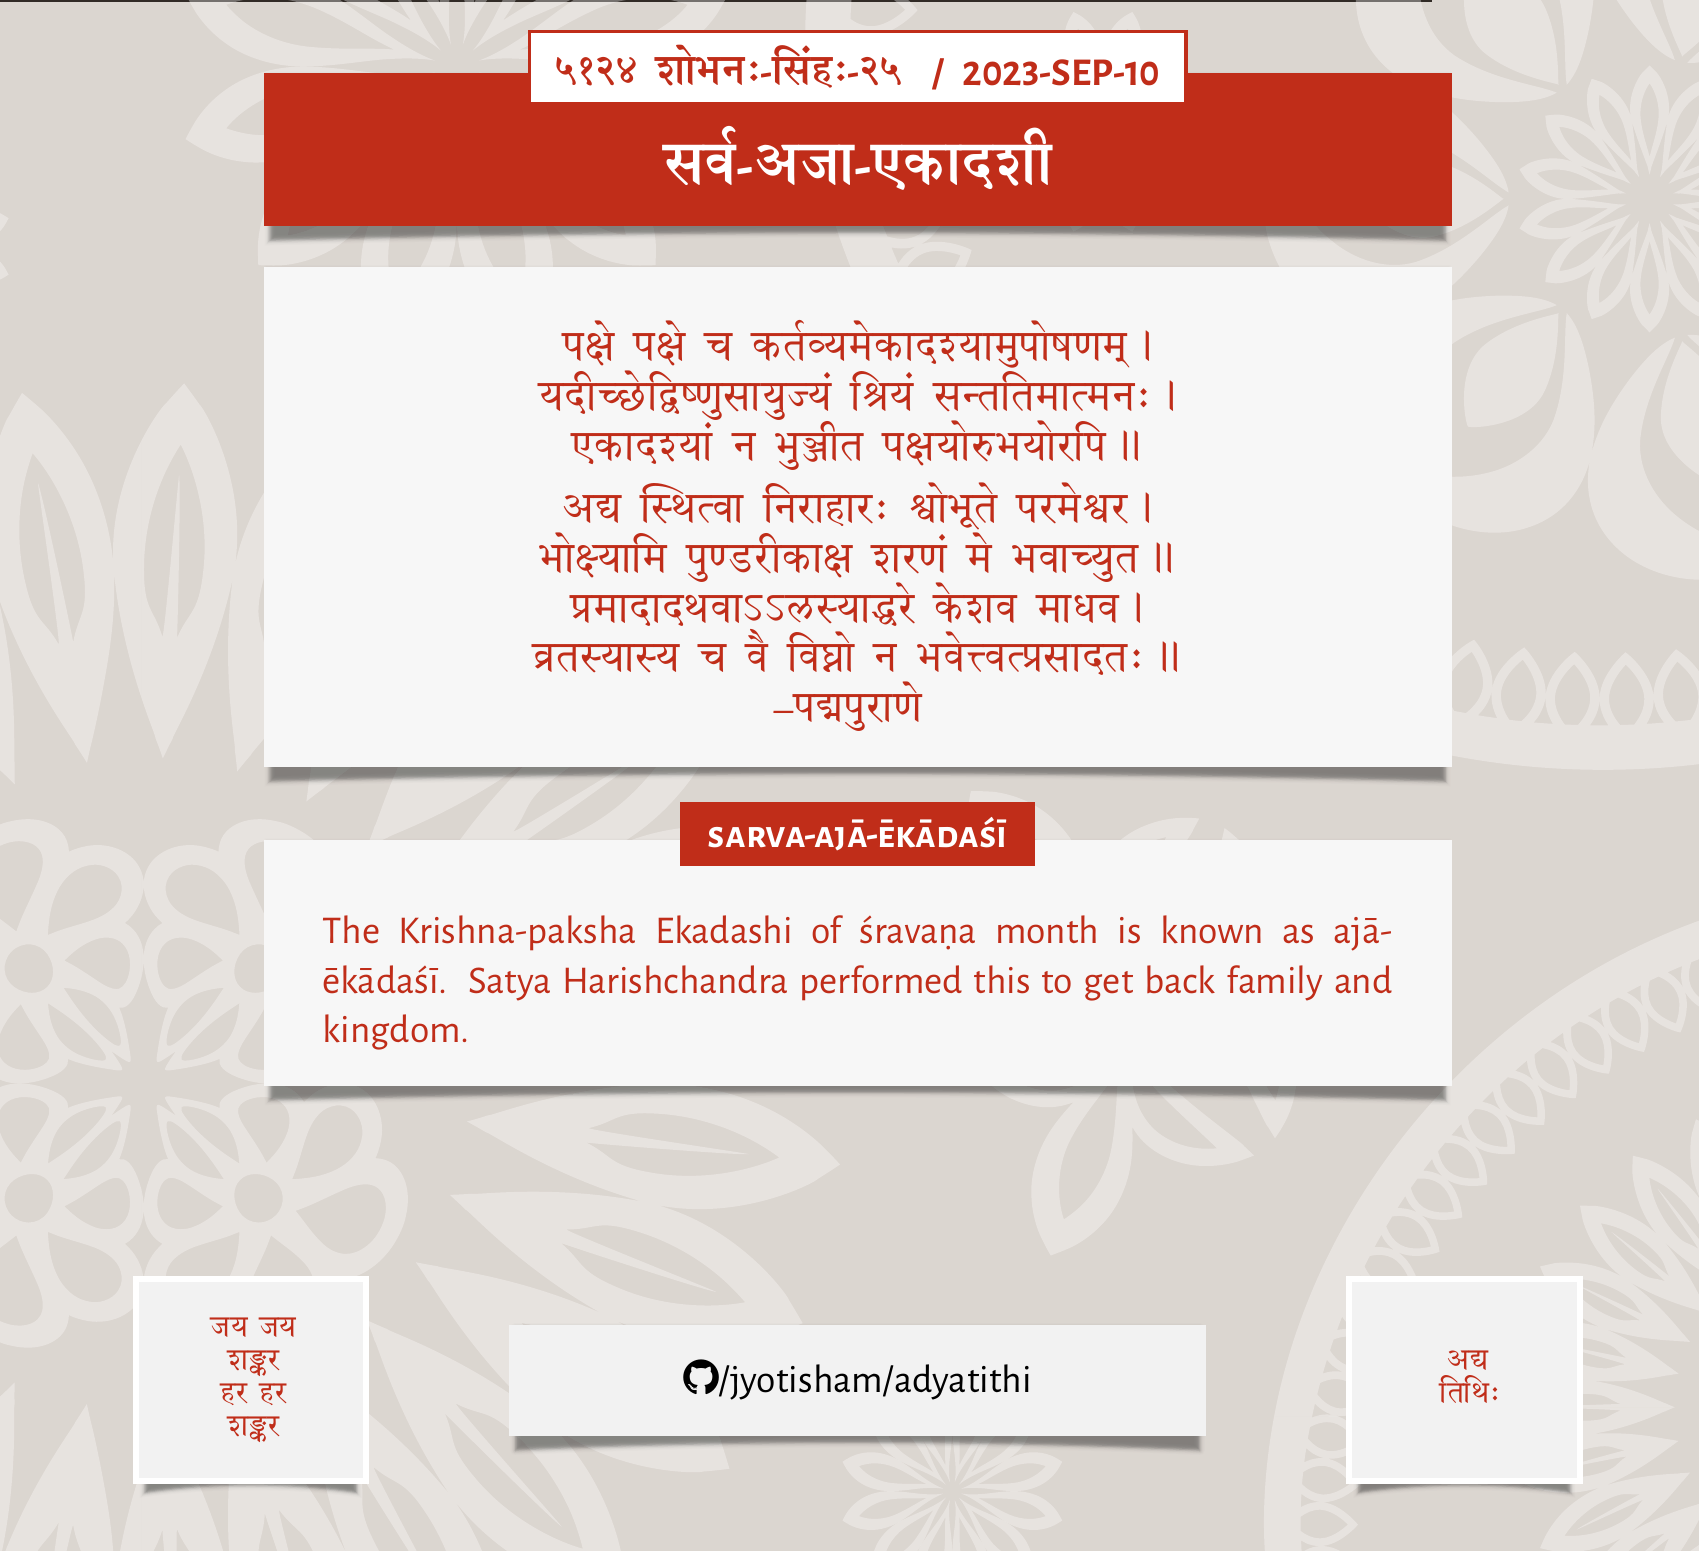 ५१२४ शोभनः-सिंहः-२५ / 2023-SEP-10
सर्व-अजा-एकादशी
पक्षे पक्षे च कर्तव्यमेकादश्यामुपोषणम्।
यदीच्छेद्विष्णुसायुज्यं श्रियं सन्ततिमात्मनः।
एकादश्यां न भुञ्जीत पक्षयोरुभयोरपि॥
अद्य स्थित्वा निराहारः श्वोभूते परमेश्वर।
भोक्ष्यामि पुण्डरीकाक्ष शरणं मे भवाच्युत॥
प्रमादादथवाऽऽलस्याद्धरे केशव माधव।
व्रतस्यास्य च वै विघ्नो न भवेत्त्वत्प्रसादतः॥
–पद्मपुराणे
SARVA-AJĀ-ĒKĀDAŚĪ
The Krishna-paksha Ekadashi of śravaṇa month is known as ajā-
ēkādaśī. Satya Harishchandra performed this to get back family and
kingdom.
जय जय
शङ्कर
हर हर
शङ्कर
/jyotisham/adyatithi
अद्य
तिथिः